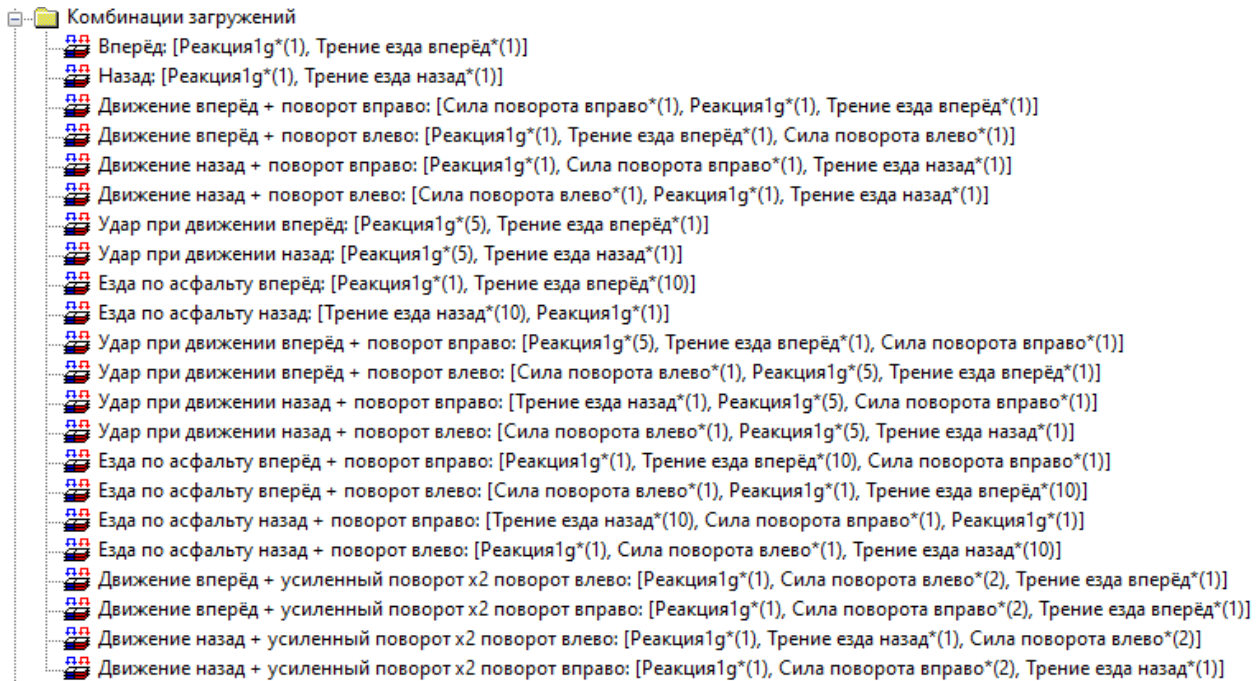 Комбинации загружений
Вперёд: [Реакция1g*(1), Трение езда вперёд*(1)]
Назад: [Реакция1g*(1), Трение езда назад*(1)]
Движение вперёд + поворот вправо: [Сила поворота вправо*(1), Реакция1g*(1), Трение езда вперёд*(1)]
Движение вперёд + поворот влево: [Реакция1g*(1), Трение езда вперёд*(1), Сила поворота влево*(1)]
Движение назад + поворот вправо: [Реакция1g*(1), Сила поворота вправо*(1), Трение езда назад*(1)]
Движение назад + поворот влево: [Сила поворота влево*(1), Реакция1g*(1), Трение езда назад*(1)]
Удар при движении вперёд: [Реакция1g*(5), Трение езда вперёд*(1)]
Удар при движении назад: [Реакция1g*(5), Трение езда назад*(1)]
Езда по асфальту вперёд: [Реакция1g*(1), Трение езда вперёд*(10)]
Езда по асфальту назад: [Трение езда назад*(10), Реакция1g*(1)]
Удар при движении вперёд + поворот вправо: [Реакция1g*(5), Трение езда вперёд*(1), Сила поворота вправо*(1)]
Удар при движении вперёд + поворот влево: [Сила поворота влево*(1), Реакция1g*(5), Трение езда вперёд*(1)]
Удар при движении назад + поворот вправо: [Трение езда назад*(1), Реакция1g*(5), Сила поворота вправо*(1)]
Удар при движении назад + поворот влево: [Сила поворота влево*(1), Реакция1g*(5), Трение езда назад*(1)]
Езда по асфальту вперёд + поворот вправо: [Реакция1g*(1), Трение езда вперёд*(10), Сила поворота вправо*(1)]
Езда по асфальту вперёд + поворот влево: [Сила поворота влево*(1), Реакция1g*(1), Трение езда вперёд*(10)]
Езда по асфальту назад + поворот вправо: [Трение езда назад*(10), Сила поворота вправо*(1), Реакция1g*(1)]
Езда по асфальту назад + поворот влево: [Реакция1g*(1), Сила поворота влево*(1), Трение езда назад*(10)]
Движение вперёд + усиленный поворот x2 поворот влево: [Реакция1g*(1), Сила поворота влево*(2), Трение езда вперёд*(1)]
Движение вперёд + усиленный поворот x2 поворот вправо: [Реакция1g*(1), Сила поворота вправо*(2), Трение езда вперёд*(1)]
Движение назад + усиленный поворот x2 поворот влево: [Реакция1g*(1), Трение езда назад*(1), Сила поворота влево*(2)]
Движение назад + усиленный поворот x2 поворот вправо: [Реакция1g*(1), Сила поворота вправо*(2), Трение езда назад*(1)]